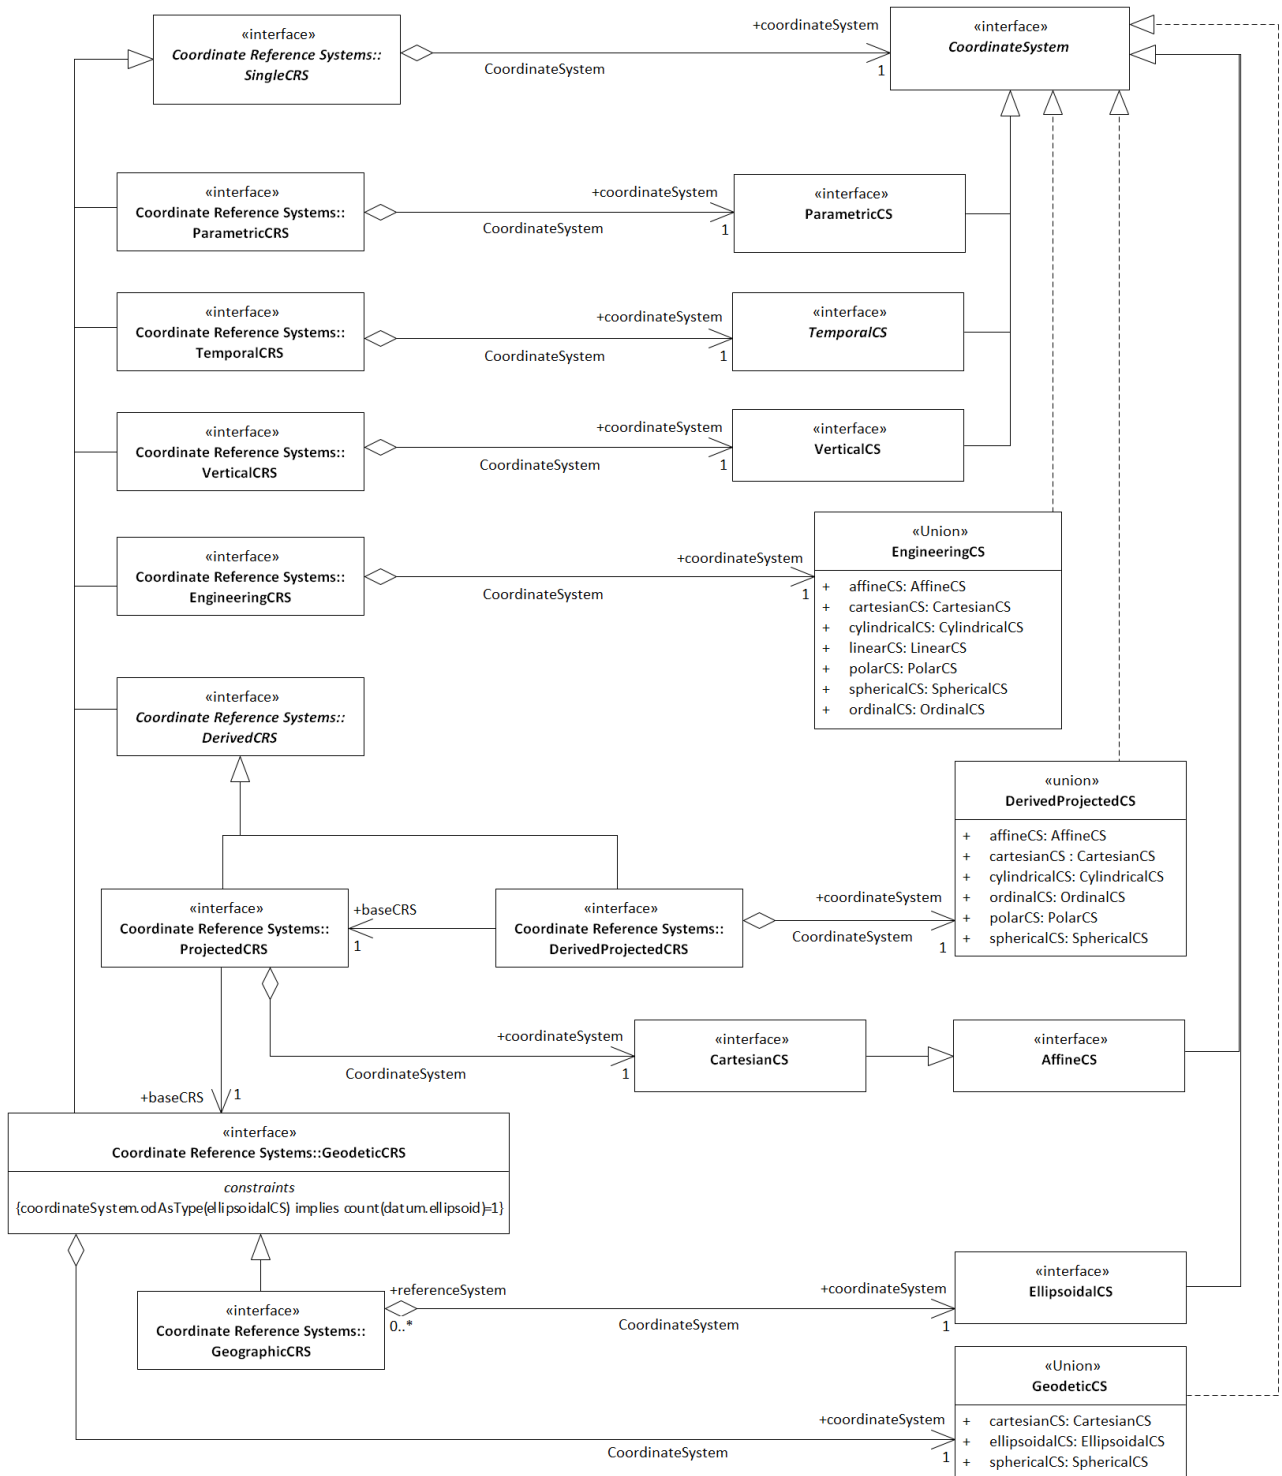 «interface»
Coordinate Reference Systems::
SingleCRS
+coordinateSystem
CoordinateSystem
1
«interface»
CoordinateSystem
«interface»
Coordinate Reference Systems::
ParametricCRS
+coordinateSystem
CoordinateSystem
1
«interface»
ParametricCS
«interface»
Coordinate Reference Systems::
TemporalCRS
+coordinateSystem
CoordinateSystem
1
«interface»
TemporalCS
«interface»
Coordinate Reference Systems::
VerticalCRS
+coordinateSystem
CoordinateSystem
1
«interface»
VerticalCS
«interface»
Coordinate Reference Systems::
EngineeringCRS
+coordinateSystem
CoordinateSystem
1
«Union»
EngineeringCS
+ affineCS: AffineCS
+ cartesianCS: CartesianCS
+ cylindricalCS: CylindricalCS
+ linearCS: LinearCS
+ polarCS: PolarCS
+ sphericalCS: SphericalCS
+ ordinalCS: OrdinalCS
«interface»
Coordinate Reference Systems::
DerivedCRS
«interface»
Coordinate Reference Systems::
ProjectedCRS
+baseCRS
1
«interface»
Coordinate Reference Systems::
DerivedProjectedCRS
+coordinateSystem
CoordinateSystem
1
«union»
DerivedProjectedCS
+ affineCS: AffineCS
+ cartesianCS : CartesianCS
+ cylindricalCS: CylindricalCS
+ ordinalCS: OrdinalCS
+ polarCS: PolarCS
+ sphericalCS: SphericalCS
+coordinateSystem
CoordinateSystem
1
«interface»
CartesianCS
«interface»
AffineCS
+baseCRS
1
«interface»
Coordinate Reference Systems::GeodeticCRS
constraints
{coordinateSystem.odAsType(ellipsoidalCS) implies count(datum.ellipsoid)=1}
«interface»
Coordinate Reference Systems::
GeographicCRS
+referenceSystem
0..*
+coordinateSystem
CoordinateSystem
1
«interface»
EllipsoidalCS
+coordinateSystem
CoordinateSystem
1
«Union»
GeodeticCS
+ cartesianCS: CartesianCS
+ ellipsoidalCS: EllipsoidalCS
+ sphericalCS: SphericalCS